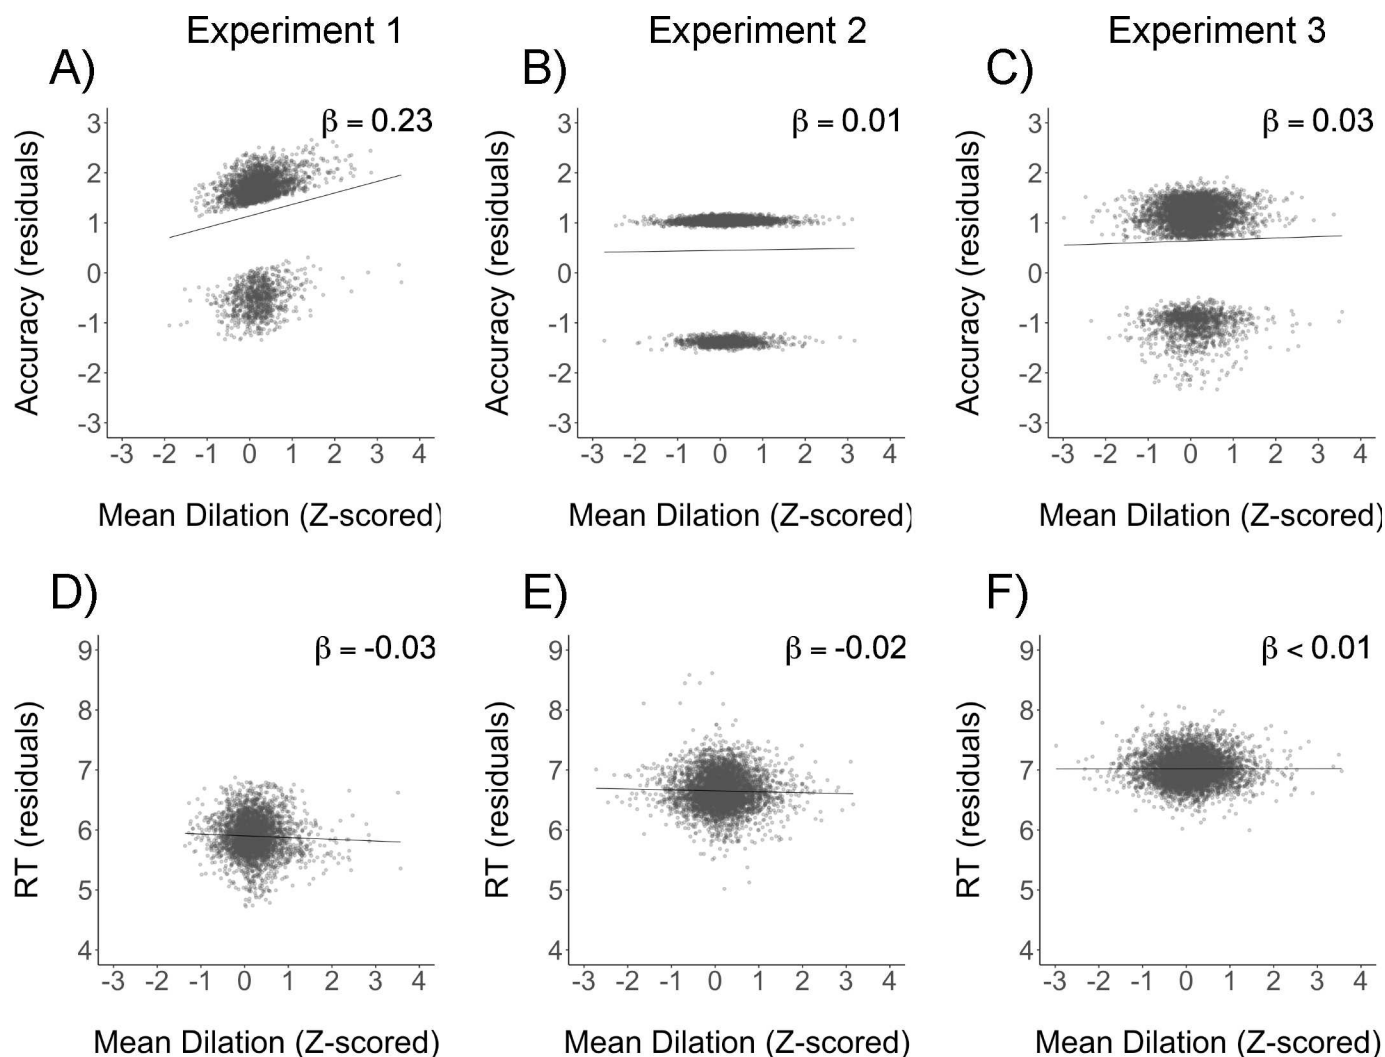 Experiment 1
Experiment 2
Experiment 3
A)
B)
C)
β = 0.23
β = 0.01
β = 0.03
Accuracy (residuals)
3
2
1
0
-1
-2
-3
-3 -2 -1 0 1 2 3 4
Mean Dilation (Z-scored)
Accuracy (residuals)
3
2
1
0
-1
-2
-3
-3 -2 -1 0 1 2 3 4
Mean Dilation (Z-scored)
Accuracy (residuals)
3
2
1
0
-1
-2
-3
-3 -2 -1 0 1 2 3 4
Mean Dilation (Z-scored)
D)
E)
F)
β = -0.03
β = -0.02
β < 0.01
RT (residuals)
9
8
7
6
5
4
-3 -2 -1 0 1 2 3 4
Mean Dilation (Z-scored)
RT (residuals)
9
8
7
6
5
4
-3 -2 -1 0 1 2 3 4
Mean Dilation (Z-scored)
RT (residuals)
9
8
7
6
5
4
-3 -2 -1 0 1 2 3 4
Mean Dilation (Z-scored)